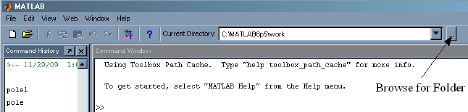 MATLAB
File Edit View Web Window Help
? Current Directory: C:\MATLAB6p5\work
Command History
Command Window
%-- 11/29/09
pole1
pole
Using Toolbox Path Cache. Type "help toolbox_path_cache" for more info.
To get started, select "MATLAB Help" from the Help menu.
>>
Browse for Folder